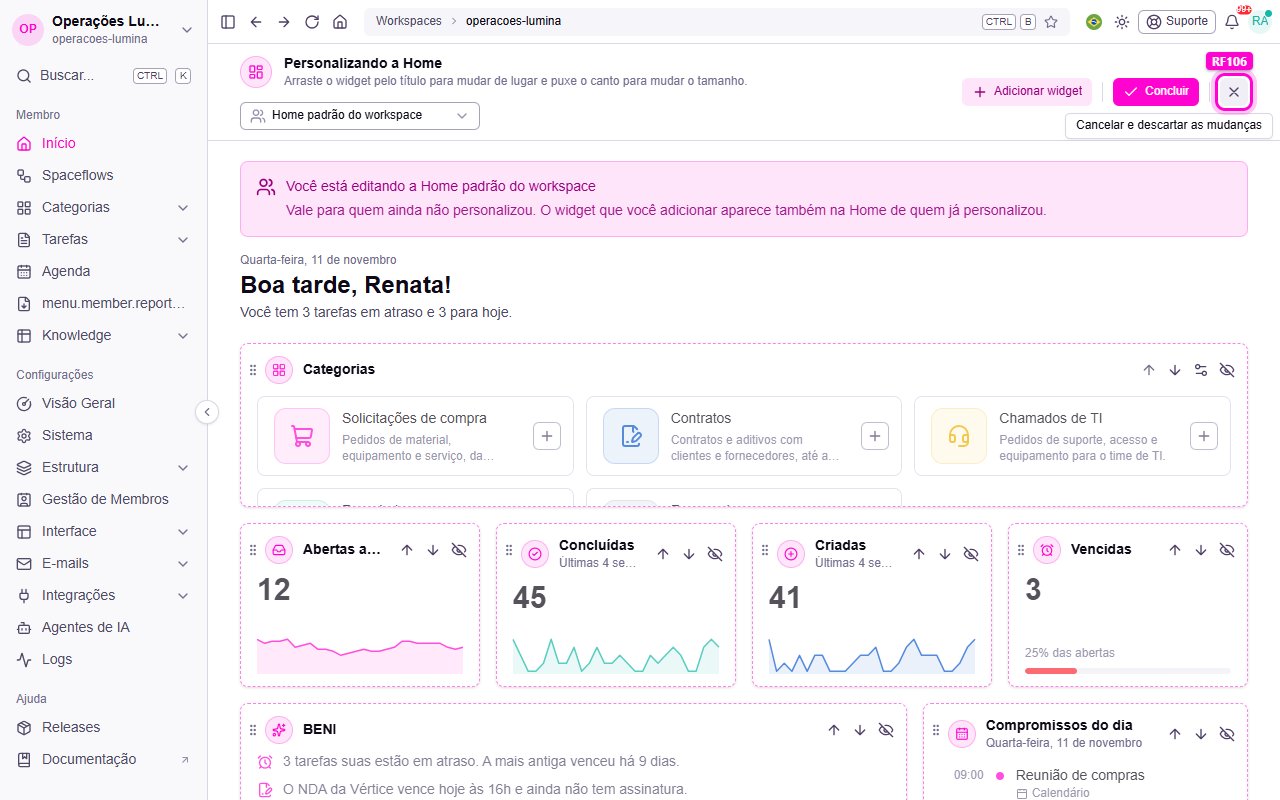 OP
Operações Lu...
operacoes-lumina
Buscar...
CTRL
K
Membro
Início
Spaceflows
Categorias
Tarefas
Agenda
menu.member.report...
Knowledge
Configurações
Visão Geral
Sistema
Estrutura
Gestão de Membros
Interface
E-mails
Integrações
Agentes de IA
Logs
Ajuda
Releases
Documentação
Workspaces
operacoes-lumina
CTRL
B
Suporte
99+
RA
Personalizando a Home
Arraste o widget pelo título para mudar de lugar e puxe o canto para mudar o tamanho.
Home padrão do workspace
Adicionar widget
Concluir
RF106
Cancelar e descartar as mudanças
Você está editando a Home padrão do workspace
Vale para quem ainda não personalizou. O widget que você adicionar aparece também na Home de quem já personalizou.
Quarta-feira, 11 de novembro
Boa tarde, Renata!
Você tem 3 tarefas em atraso e 3 para hoje.
Categorias
Solicitações de compra
Pedidos de material,
equipamento e serviço, da...
Contratos
Contratos e aditivos com
clientes e fornecedores, até a...
Chamados de TI
Pedidos de suporte, acesso e
equipamento para o time de TI.
Abertas a...
12
Concluídas
Últimas 4 se...
45
Criadas
Últimas 4 se...
41
Vencidas
3
25% das abertas
BENI
3 tarefas suas estão em atraso. A mais antiga venceu há 9 dias.
O NDA da Vértice vence hoje às 16h e ainda não tem assinatura.
Compromissos do dia
Quarta-feira, 11 de novembro
09:00
Reunião de compras
Calendário